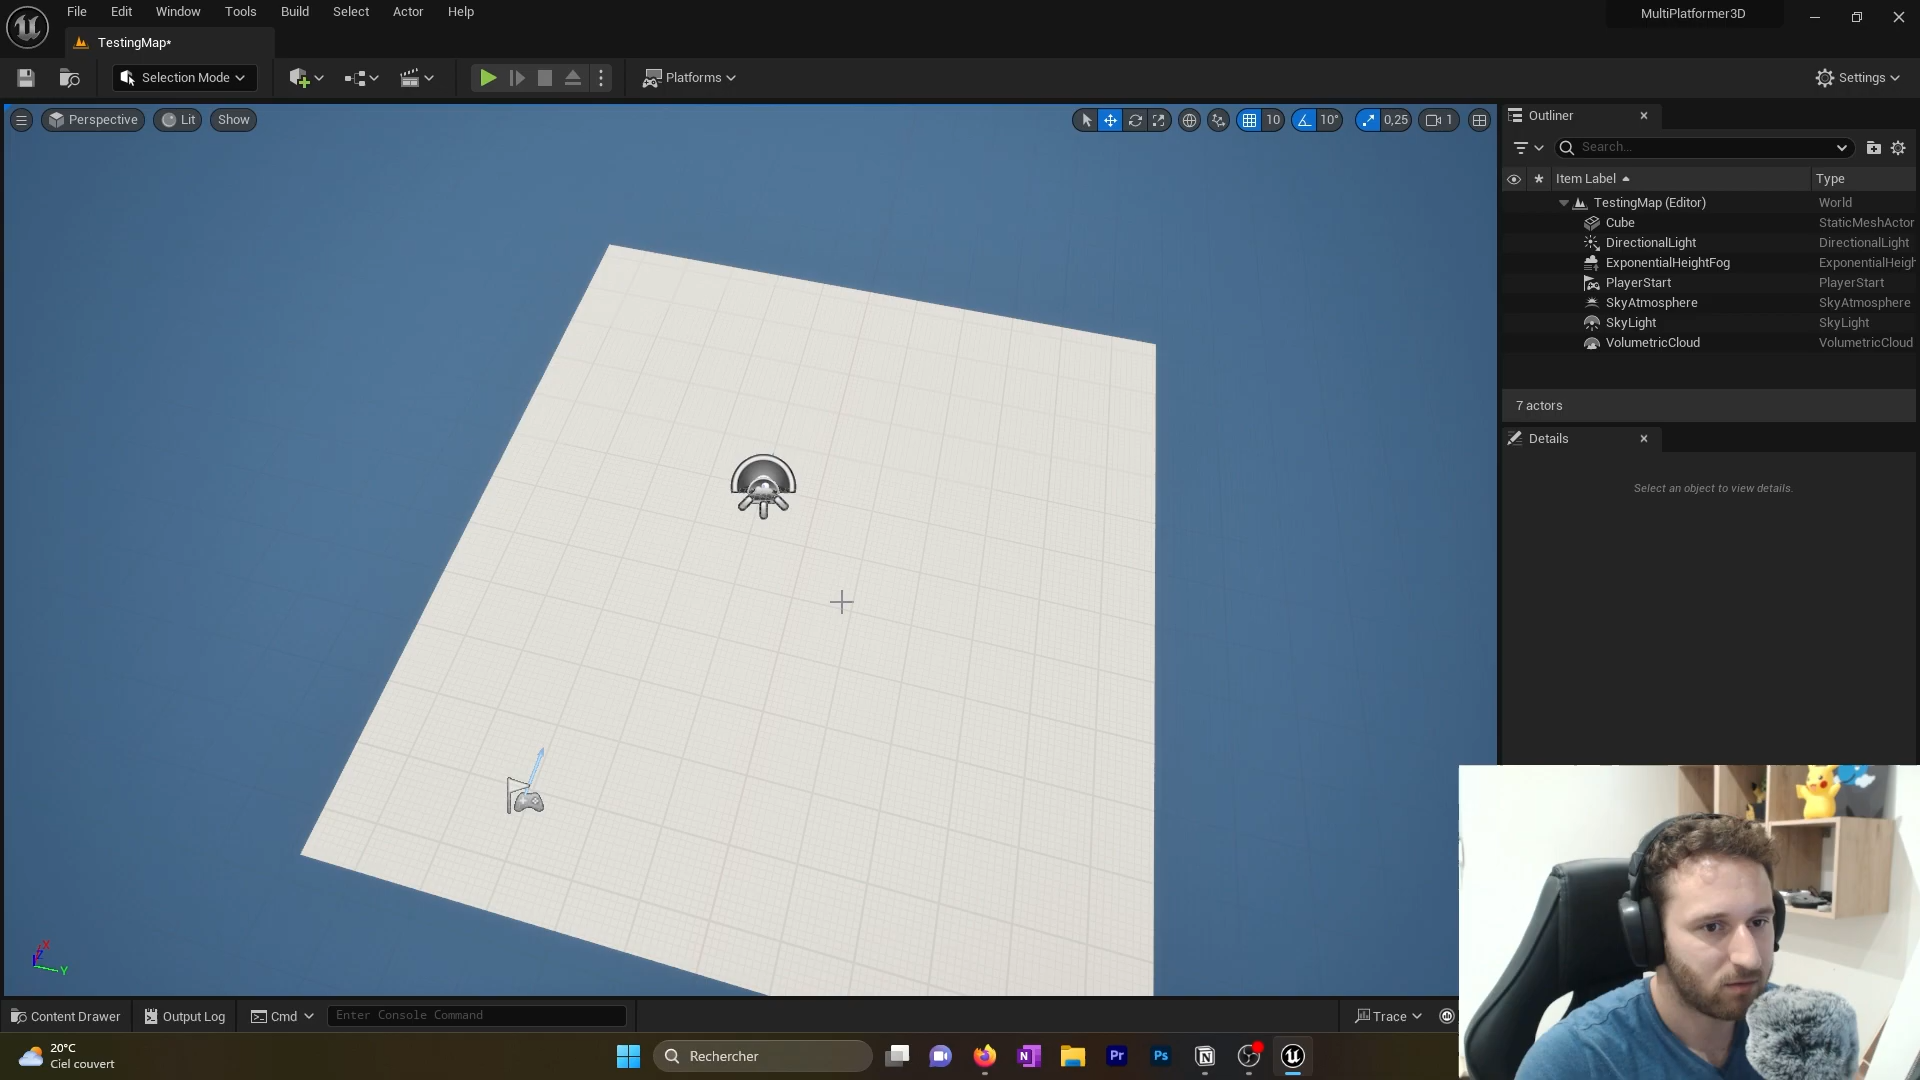 File Edit Window Tools Build Select Actor Help
MultiPlatformer3D
TestingMap*
Selection Mode
Platforms
Settings
Perspective
Lit
Show
10
10°
0,25
1
Outliner
Search...
Item Label
Type
TestingMap (Editor)
World
Cube
StaticMeshActor
DirectionalLight
DirectionalLight
ExponentialHeightFog
ExponentialHeigh
PlayerStart
PlayerStart
SkyAtmosphere
SkyAtmosphere
SkyLight
SkyLight
VolumetricCloud
VolumetricCloud
7 actors
Details
Select an object to view details.
X
Z
Y
Content Drawer
Output Log
Cmd
Enter Console Command
Trace
20°C
Ciel couvert
Rechercher
N
Pr
Ps